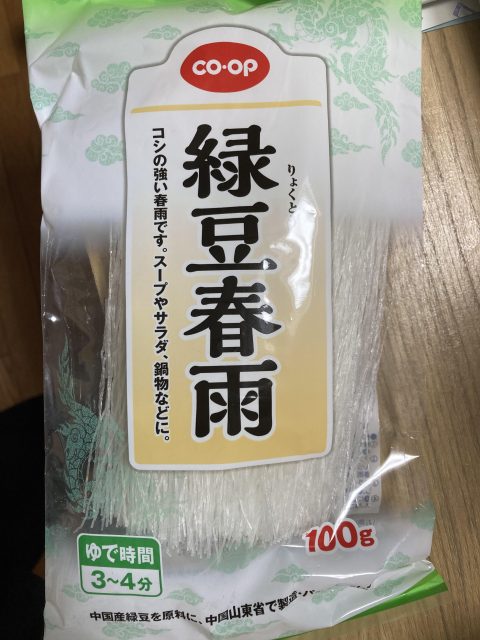 co·op
緑豆春雨
りょくと
コシの強い春雨です。スープやサラダ、鍋物などに。
100g
ゆで時間
3～4分
中国産緑豆を原料に、中国山東省で製造・